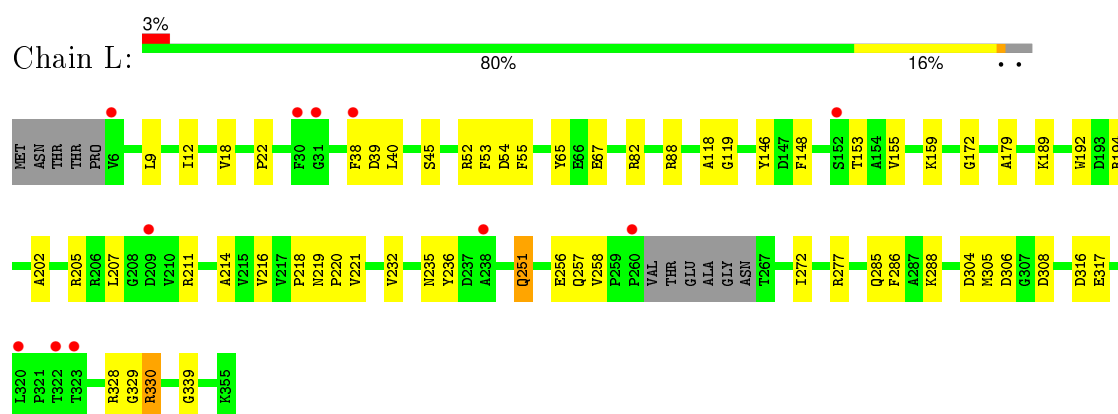 3%
Chain L:
80% 16% • •
MET ASN THR THR PRO V6 L9 I12 V18 P22 F30 G31 F38 D39 L40 S45 R52 F53 D54 F55 Y65 E66 E67 R82 R88 A118 G119 Y146 D147 F148 S152 T153 A154 V155 K159 G172 A179 K189 W192 D193 R194
A202 R205 R206 L207 G208 D209 V210 R211 A214 V215 V216 V217 P218 N219 P220 V221 V232 N235 Y236 D237 A238 Q251 E256 Q257 V258 P259 P260 VAL THR GLU ALA GLY ASN T267 I272 R277 Q285 F286 A287 K288 D304 M305 D306 G307 D308 D316 E317
L320 P321 T322 T323 R328 G329 R330 G339 K355